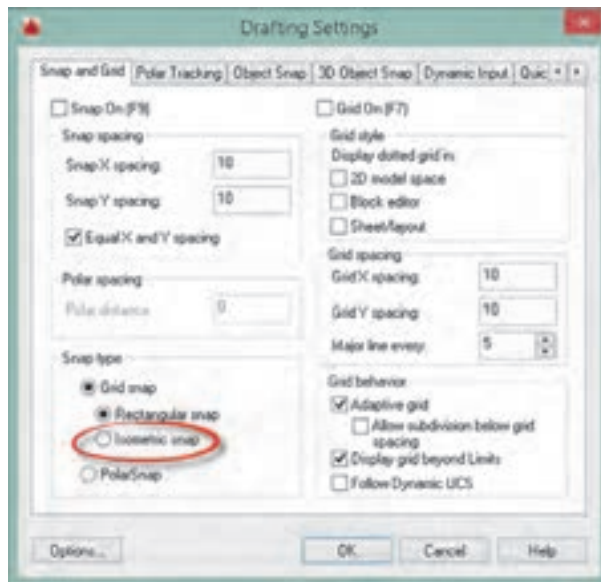 Drafting Settings
Snap and Grid
Polar Tracking
Object Snap
3D Object Snap
Dynamic Input
Quic
Snap On (F9)
Snap spacing
Snap X spacing: 10
Snap Y spacing: 10
Equal X and Y spacing
Polar spacing
Polar distance: 0
Snap type
Grid snap
Rectangular snap
Isometric snap
PolarSnap
Grid On (F7)
Grid style
Display dotted grid in:
2D model space
Block editor
Sheet/layout
Grid spacing
Grid X spacing: 10
Grid Y spacing: 10
Major line every: 5
Grid behavior
Adaptive grid
Allow subdivision below grid
spacing
Display grid beyond Limits
Follow Dynamic UCS
Options...
OK
Cancel
Help